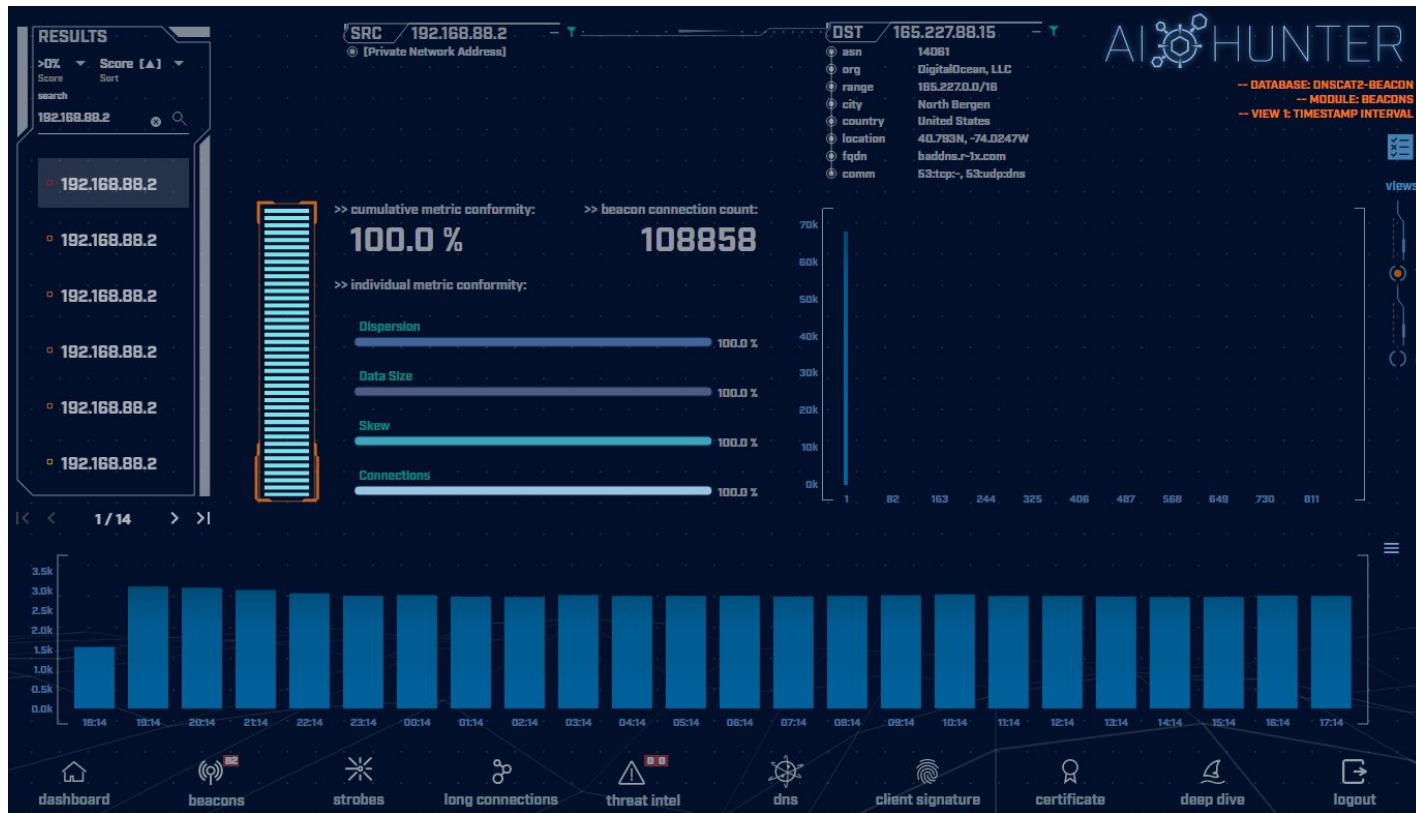 RESULTS
>0% Score [▲]
Score Sort
search
192.168.88.2
192.168.88.2
192.168.88.2
192.168.88.2
192.168.88.2
192.168.88.2
192.168.88.2
1 / 14
SRC 192.168.88.2
[Private Network Address]
DST 165.227.88.15
asn 14061
org DigitalOcean, LLC
range 165.227.0.0/16
city North Bergen
country United States
location 40.793N, -74.0247W
fqdn baddns.r-1x.com
comm 53:tcp:-, 53:udp:dns
AI HUNTER
-- DATABASE: DNSCAT2-BEACON
-- MODULE: BEACONS
-- VIEW 1: TIMESTAMP INTERVAL
views
>> cumulative metric conformity:
100.0 %
>> beacon connection count:
108858
>> individual metric conformity:
Dispersion
100.0 %
Data Size
100.0 %
Skew
100.0 %
Connections
100.0 %
70k
60k
50k
40k
30k
20k
10k
0k
1 82 163 244 325 406 487 568 649 730 811
3.5k
3.0k
2.5k
2.0k
1.5k
1.0k
0.5k
0.0k
18:14 19:14 20:14 21:14 22:14 23:14 00:14 01:14 02:14 03:14 04:14 05:14 06:14 07:14 08:14 09:14 10:14 11:14 12:14 13:14 14:14 15:14 16:14 17:14
82
0 0
dashboard beacons strobes long connections threat intel dns client signature certificate deep dive logout